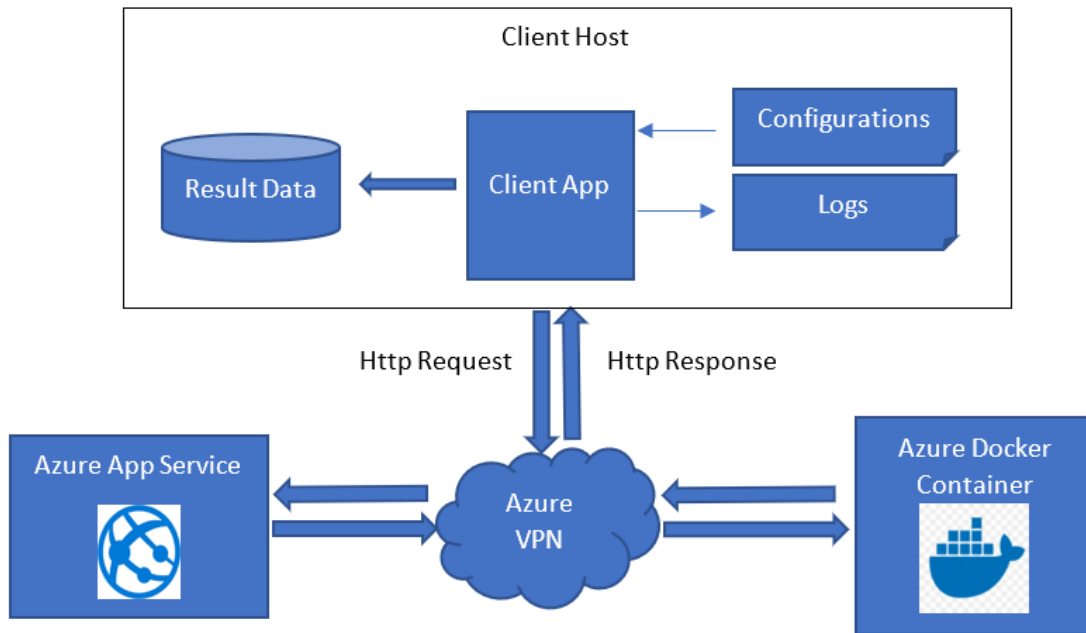 Client Host
Configurations
Client App
Result Data
Logs
Http Request
Http Response
Azure App Service
Azure
VPN
Azure Docker
Container